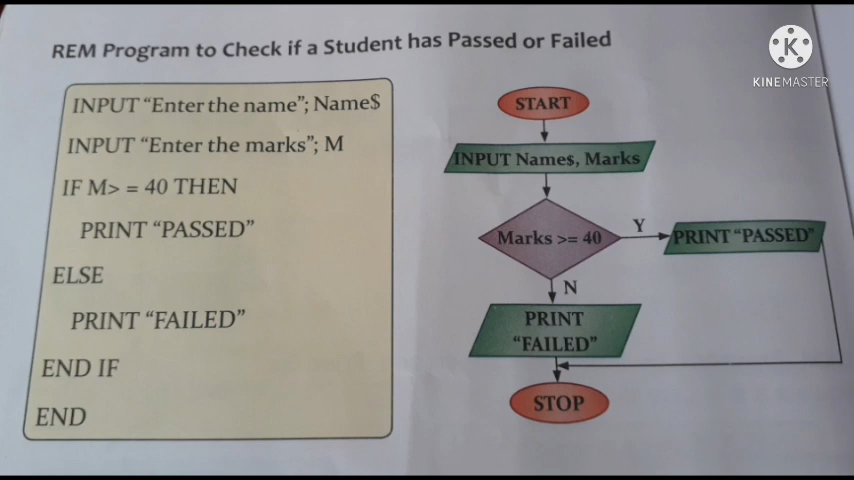 REM Program to Check if a Student has Passed or Failed
INPUT “Enter the name”; Name$
INPUT “Enter the marks”; M
IF M> = 40 THEN
PRINT “PASSED”
ELSE
PRINT “FAILED”
END IF
END
START
INPUT Name$, Marks
Marks >= 40
Y
PRINT “PASSED”
N
PRINT
“FAILED”
STOP
K
KINEMASTER